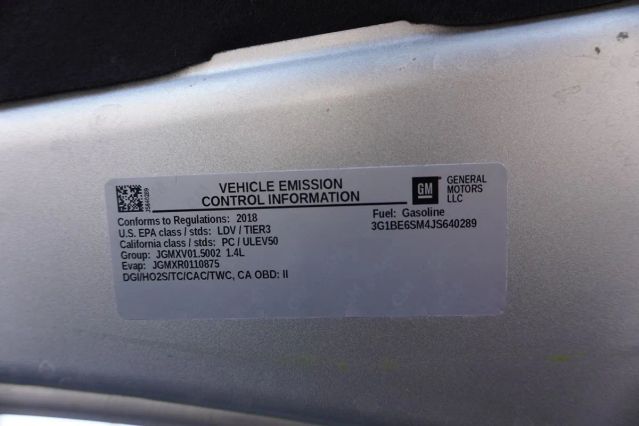 VEHICLE EMISSION
CONTROL INFORMATION
GM
GENERAL
MOTORS
LLC
JS640289
Conforms to Regulations: 2018
U.S. EPA class / stds: LDV / TIER3
California class / stds: PC / ULEV50
Group: JGMXV01.5002 1.4L
Evap: JGMXR0110875
DGI/HO2S/TC/CAC/TWC, CA OBD: II
Fuel: Gasoline
3G1BE6SM4JS640289